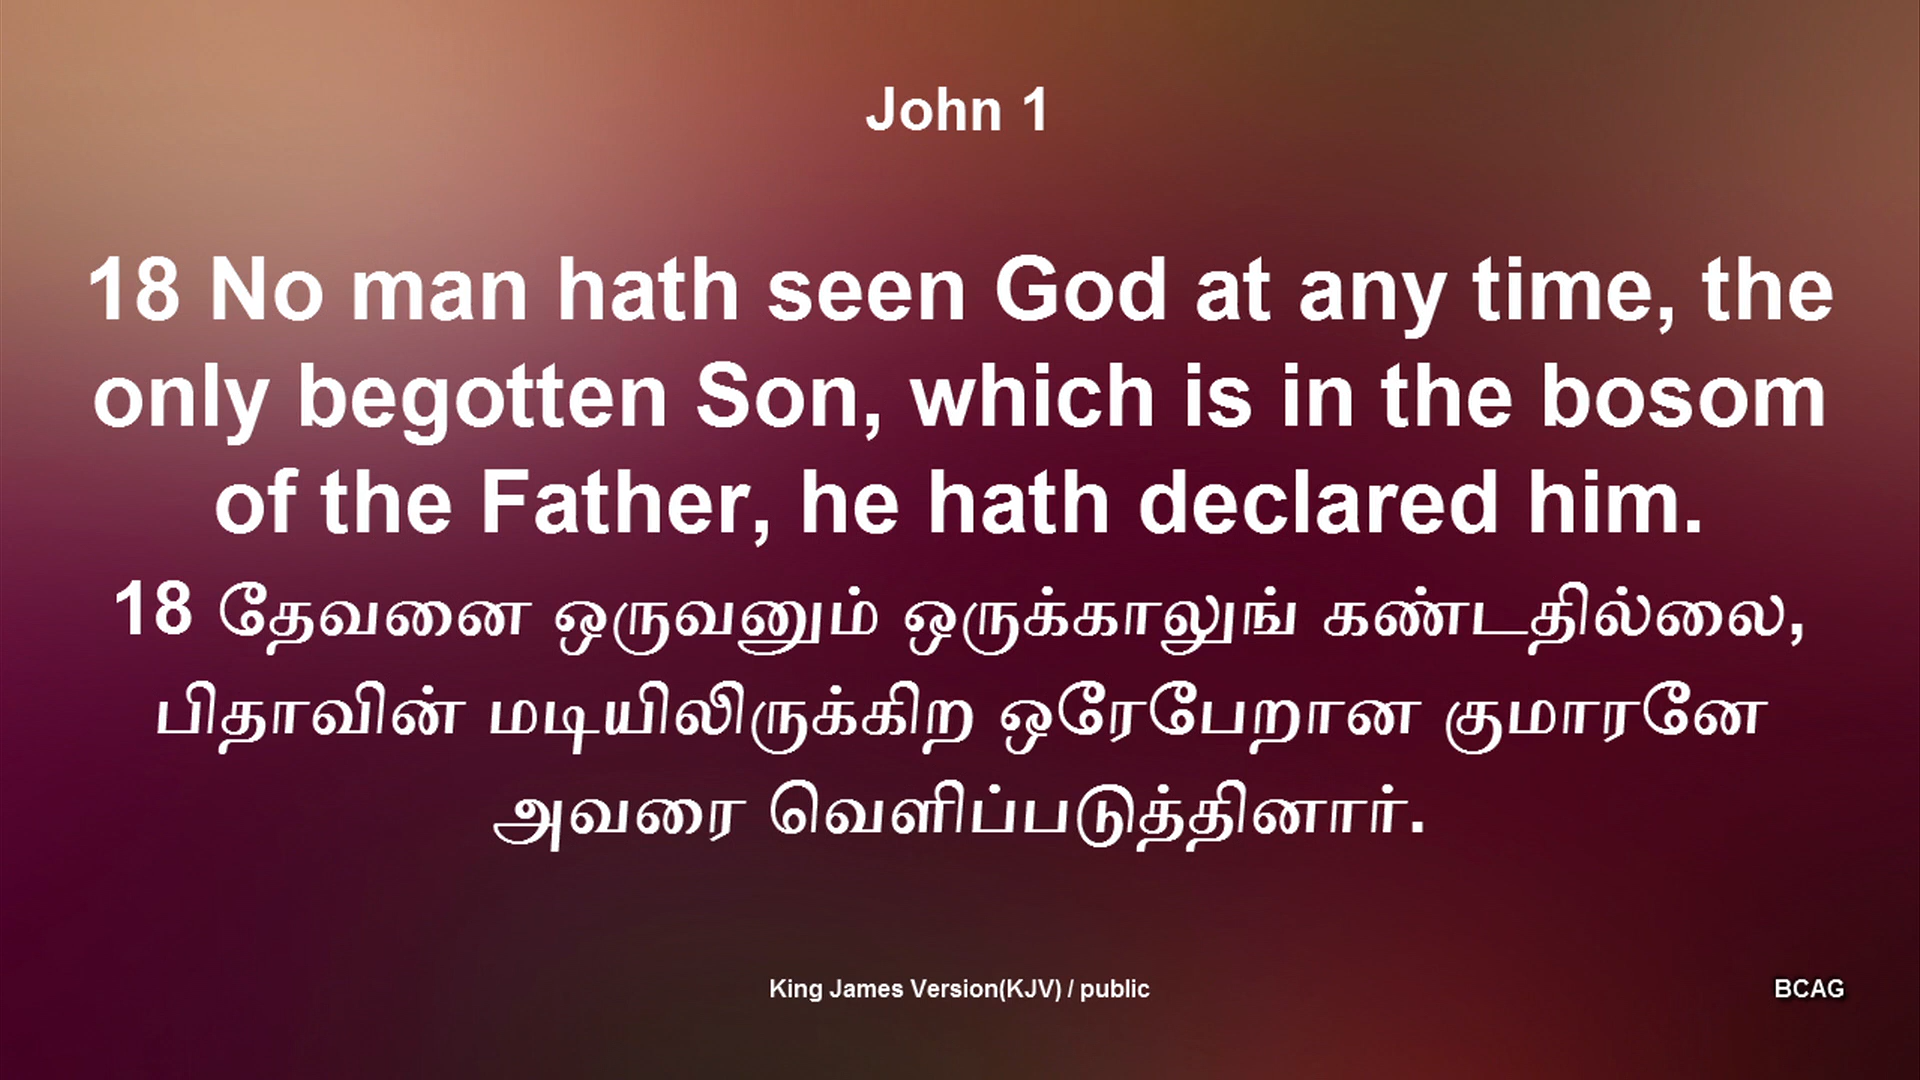 John 1
18 No man hath seen God at any time, the
only begotten Son, which is in the bosom
of the Father, he hath declared him.
18 தேவனை ஒருவனும் ஒருக்காலுங் கண்டதில்லை,
பிதாவின் மடியிலிருக்கிற ஒரேபேறான குமாரனே
அவரை வெளிப்படுத்தினார்.
King James Version(KJV) / public
BCAG